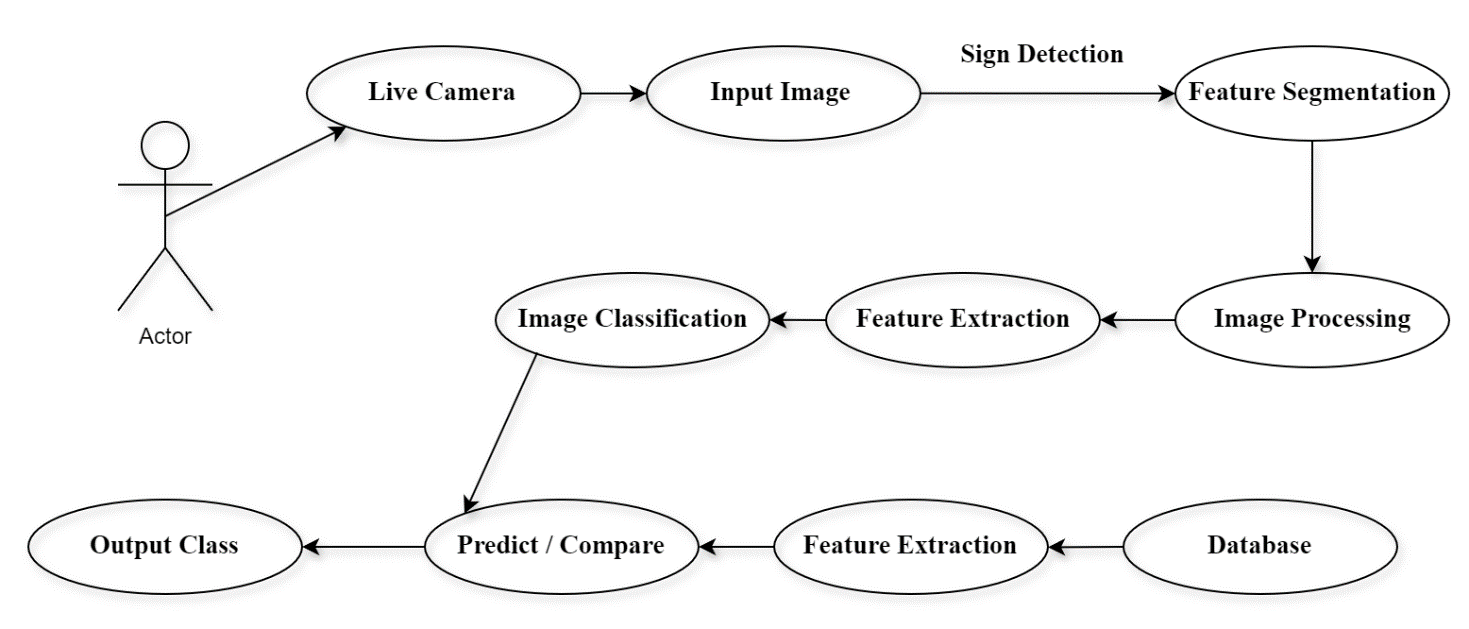 Sign Detection
Live Camera
Input Image
Feature Segmentation
Actor
Image Classification
Feature Extraction
Image Processing
Output Class
Predict / Compare
Feature Extraction
Database